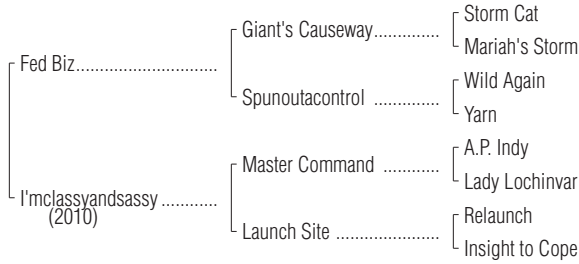 Storm Cat
Giant's Causeway..............
Mariah's Storm
Fed Biz..............................
Wild Again
Spunoutacontrol ..............
Yarn
A.P. Indy
Master Command ............
Lady Lochinvar
I'mclassyandsassy ............
(2010)
Relaunch
Launch Site ......................
Insight to Cope